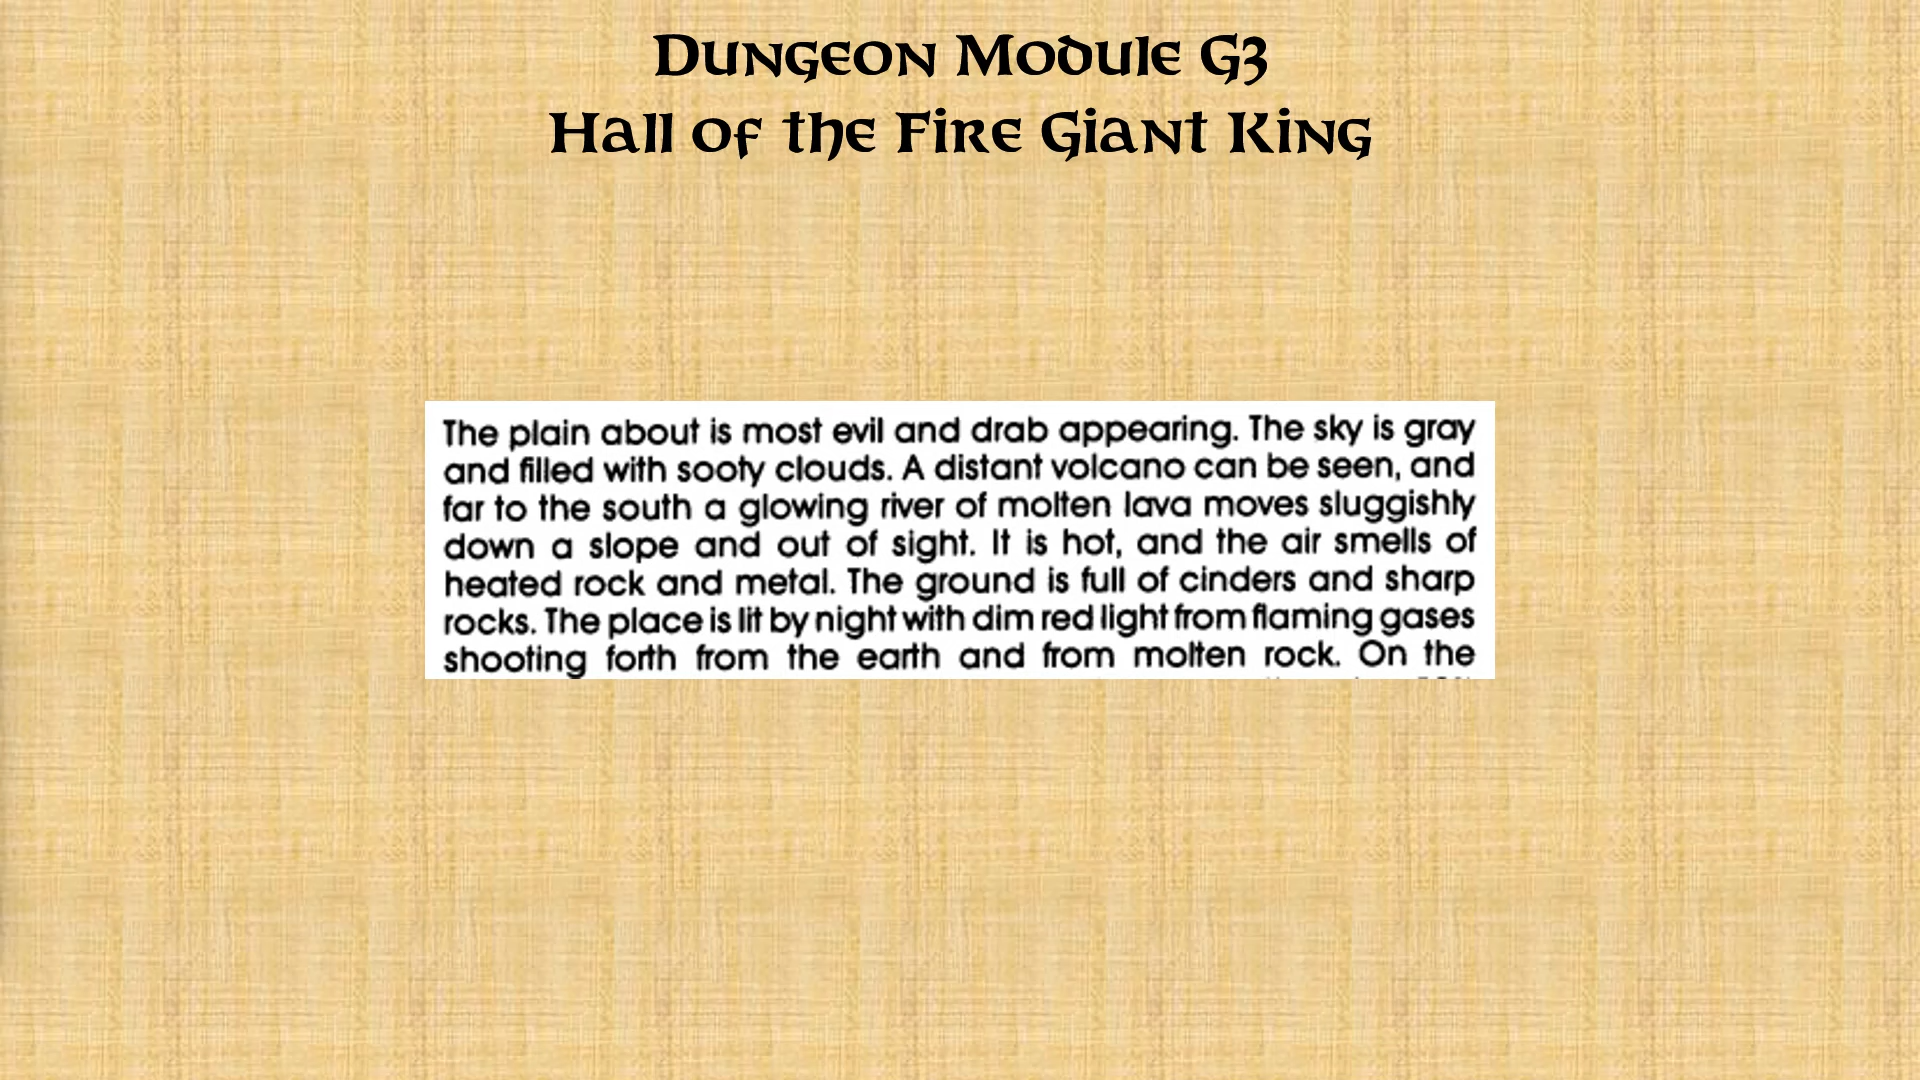 Dungeon Module G3
Hall of the Fire Giant King
The plain about is most evil and drab appearing. The sky is gray
and filled with sooty clouds. A distant volcano can be seen, and
far to the south a glowing river of molten lava moves sluggishly
down a slope and out of sight. It is hot, and the air smells of
heated rock and metal. The ground is full of cinders and sharp
rocks. The place is lit by night with dim red light from flaming gases
shooting forth from the earth and from molten rock. On the